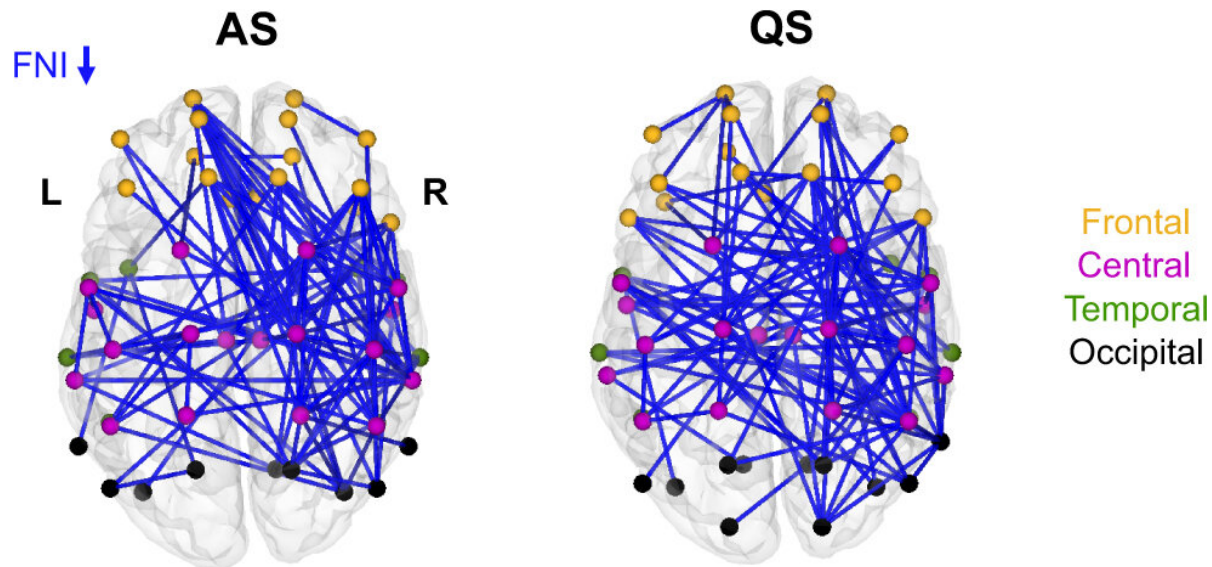 AS
QS
FNI
L
R
Frontal
Central
Temporal
Occipital